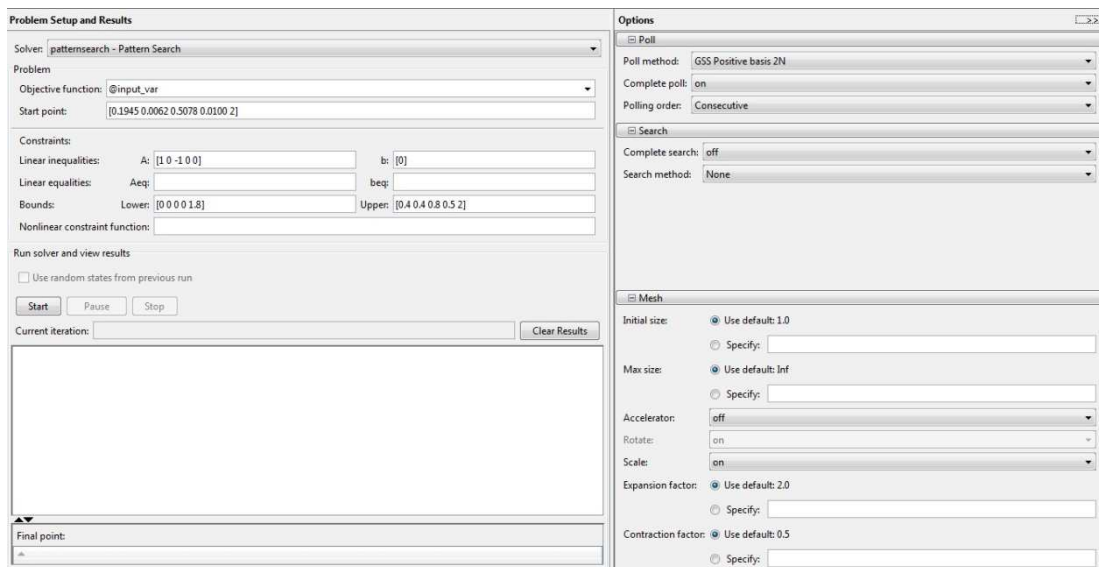 Problem Setup and Results
Solver: patternsearch - Pattern Search
Problem
Objective function: @input_var
Start point: [0.1945 0.0062 0.5078 0.0100 2]
Constraints:
Linear inequalities: A: [1 0 -1 0 0] b: [0]
Linear equalities: Aeq: beq:
Bounds: Lower: [0 0 0 0 1.8] Upper: [0.4 0.4 0.8 0.5 2]
Nonlinear constraint function:
Run solver and view results
Use random states from previous run
Start Pause Stop
Current iteration: Clear Results
Final point:
Options >>
Poll
Poll method: GSS Positive basis 2N
Complete poll: on
Polling order: Consecutive
Search
Complete search: off
Search method: None
Mesh
Initial size: Use default: 1.0
Specify:
Max size: Use default: Inf
Specify:
Accelerator: off
Rotate: on
Scale: on
Expansion factor: Use default: 2.0
Specify:
Contraction factor: Use default: 0.5
Specify: